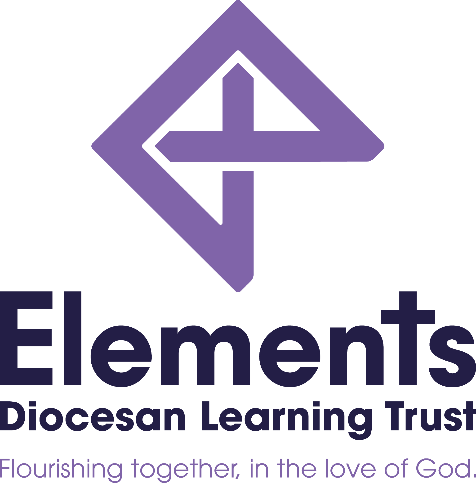 Elements
Diocesan Learning Trust
Flourishing together, in the love of God.